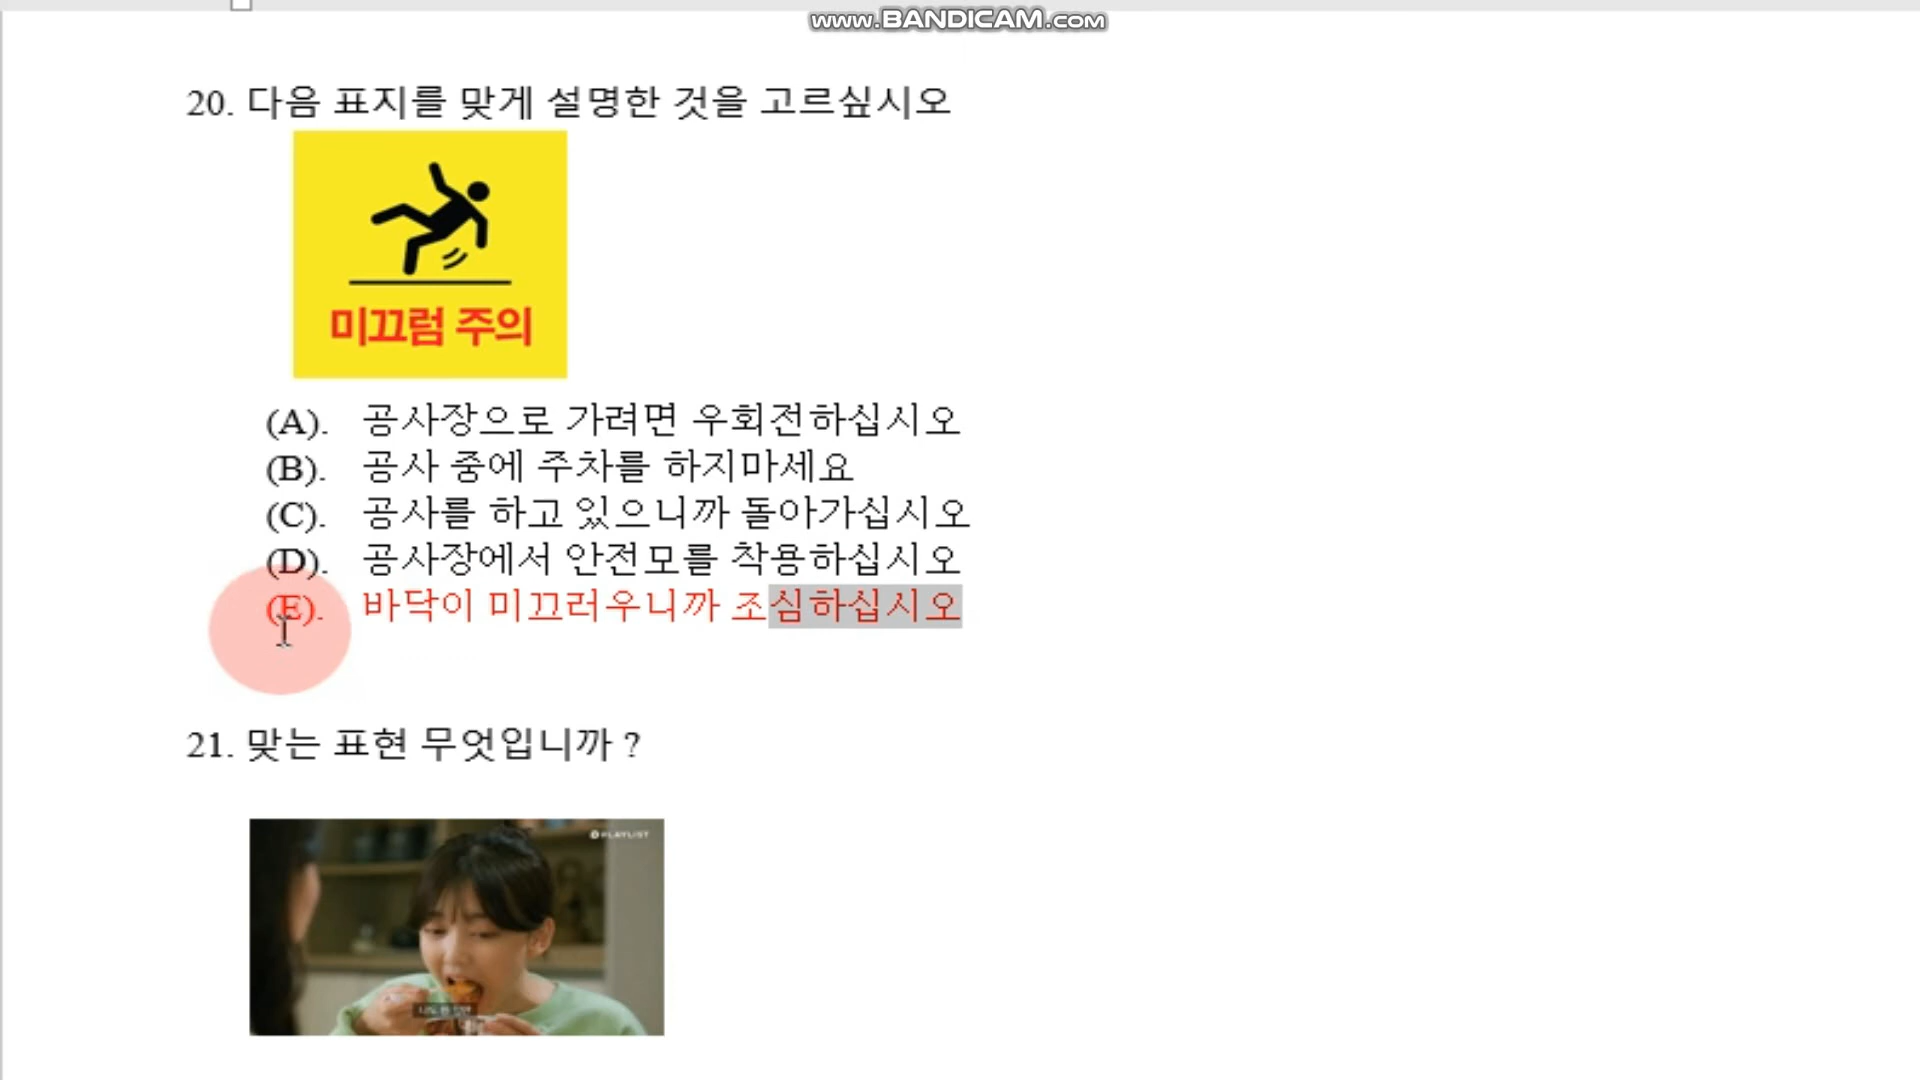 www.BANDICAM.com
20. 다음 표지를 맞게 설명한 것을 고르싶시오
미끄럼 주의
(A). 공사장으로 가려면 우회전하십시오
(B). 공사 중에 주차를 하지마세요
(C). 공사를 하고 있으니까 돌아가십시오
(D). 공사장에서 안전모를 착용하십시오
(E). 바닥이 미끄러우니까 조심하십시오
21. 맞는 표현 무엇입니까 ?
PLAYLIST